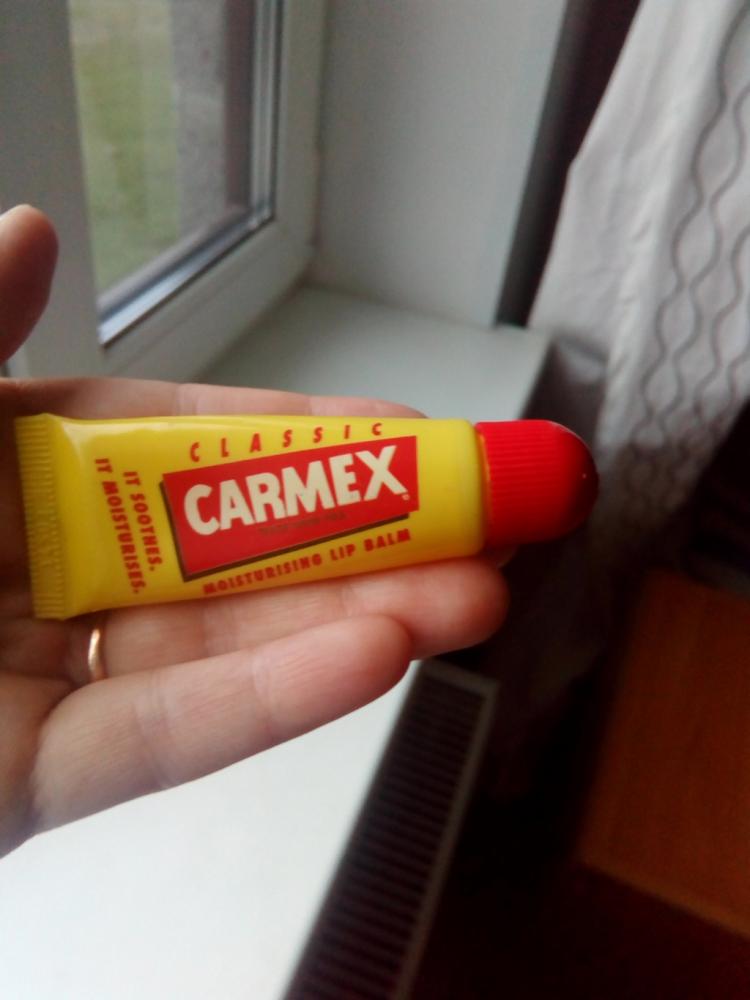 CLASSIC
CARMEX
MOISTURISING LIP BALM
IT SOOTHES.
IT MOISTURISES.